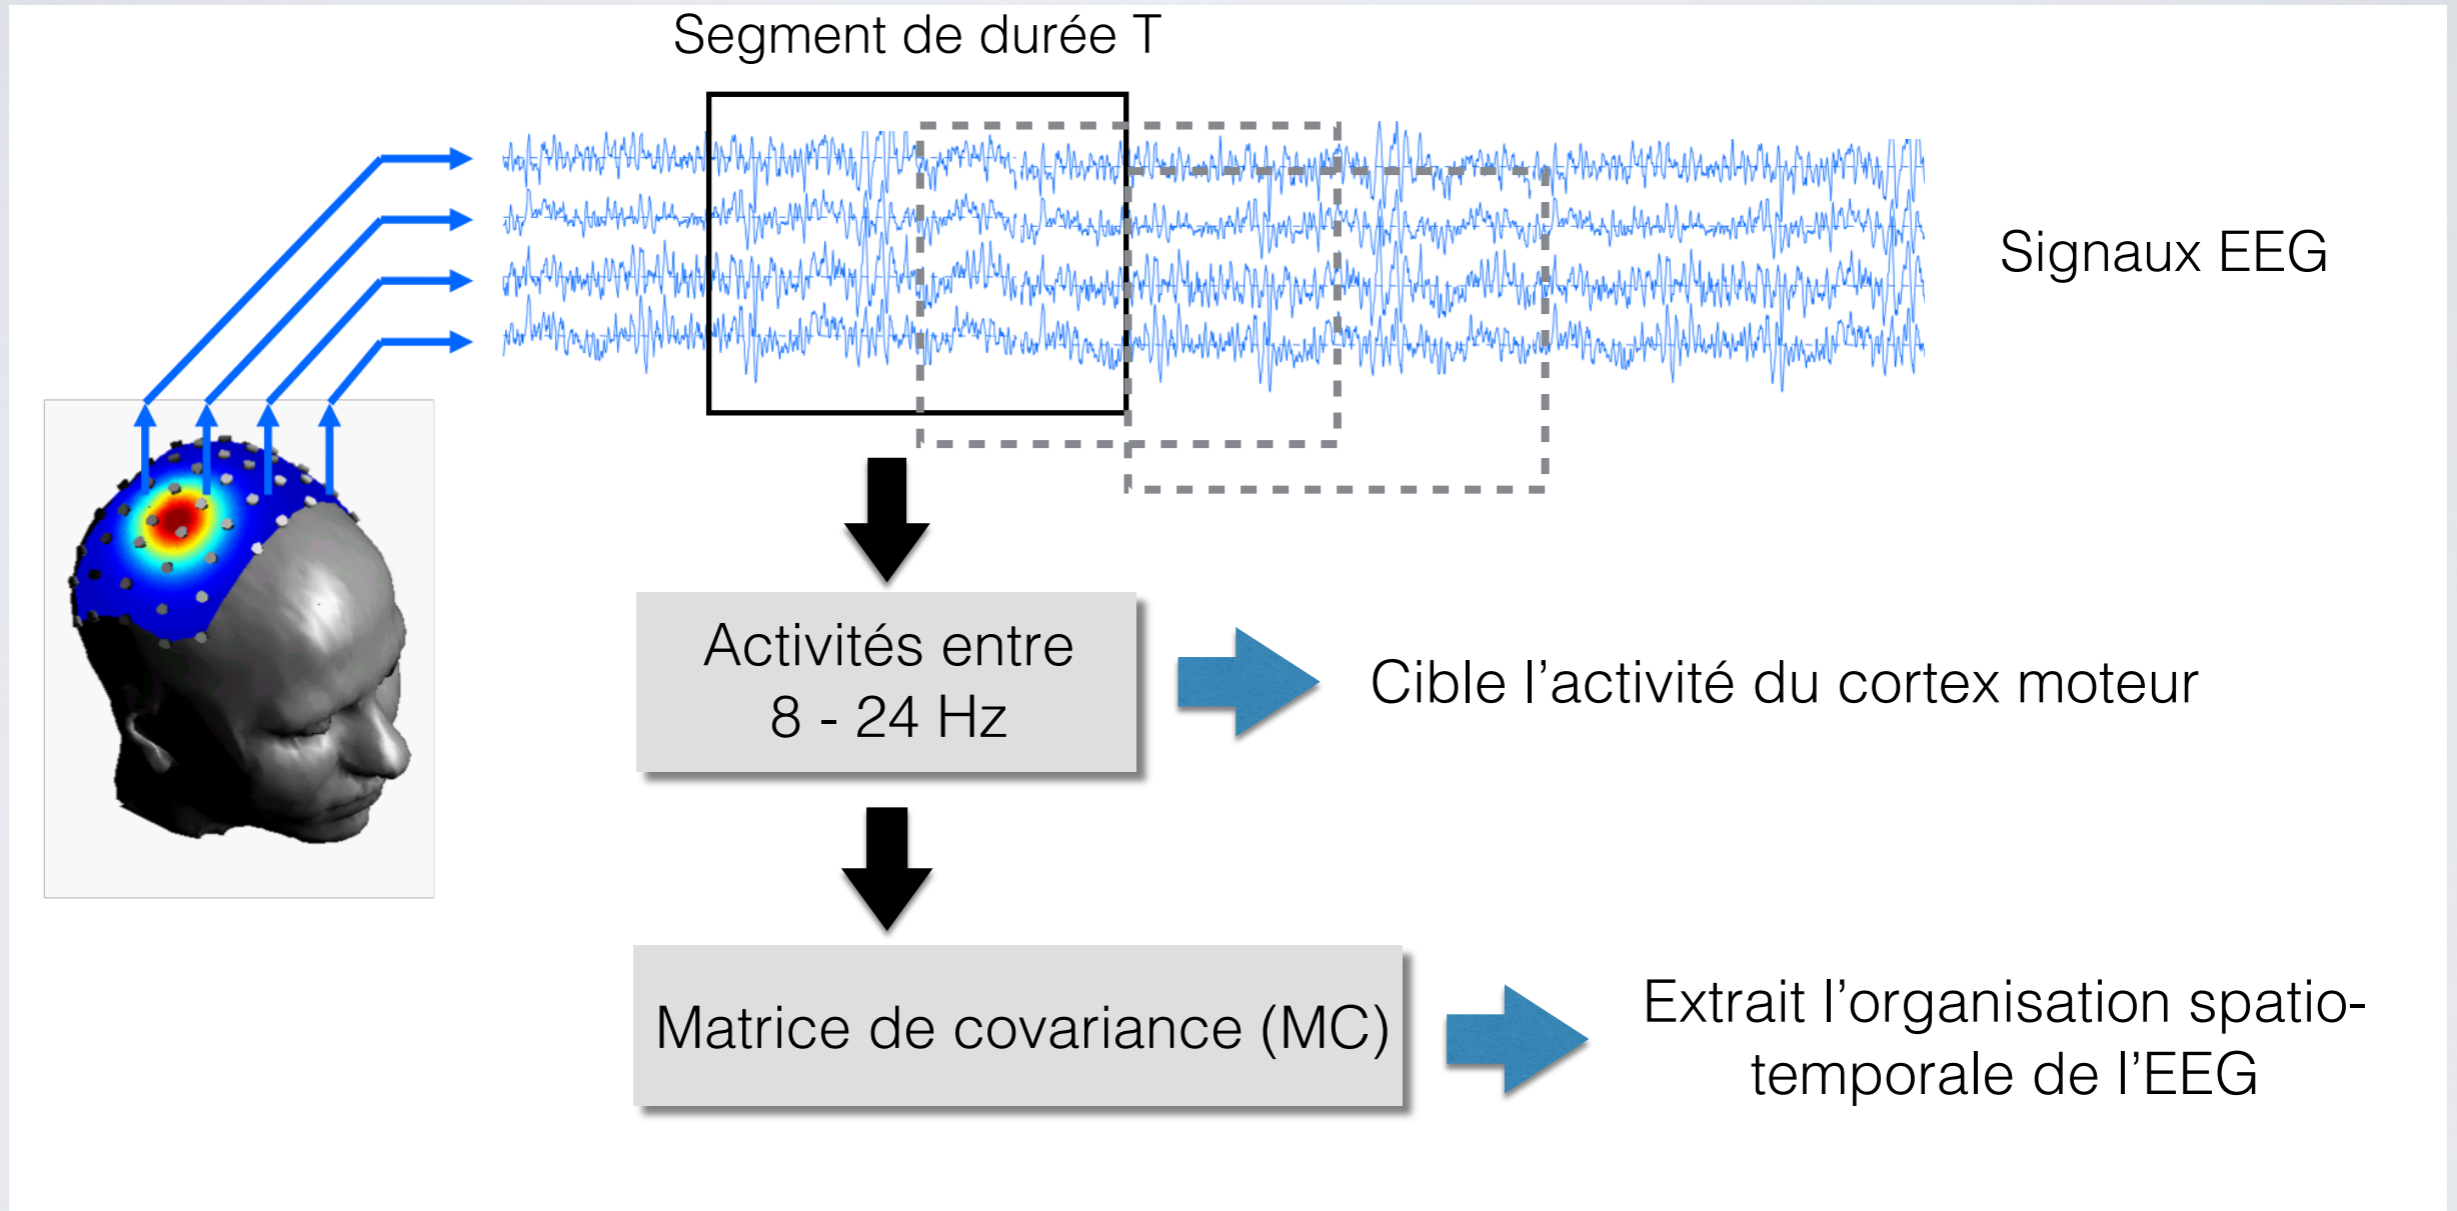 Segment de durée T
Signaux EEG
Activités entre
8 - 24 Hz
Cible l’activité du cortex moteur
Matrice de covariance (MC)
Extrait l’organisation spatio-
temporale de l’EEG